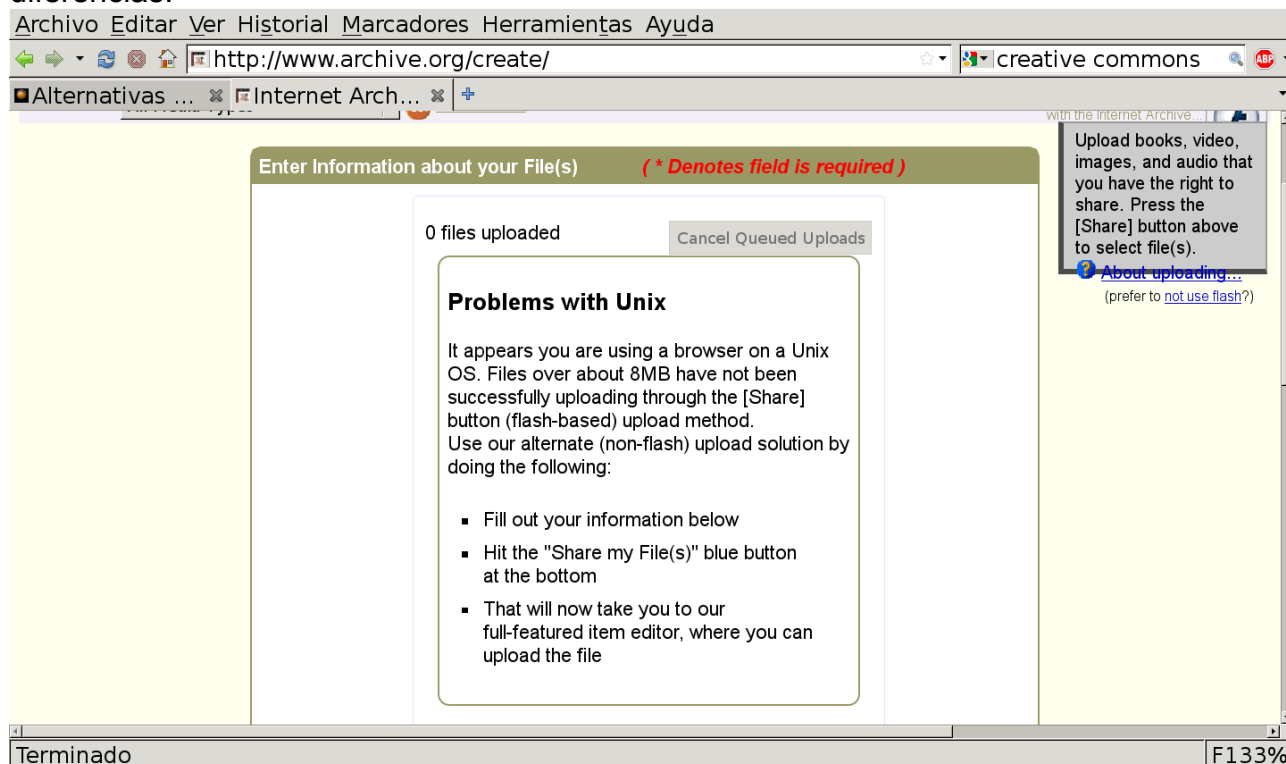 diferencias.
Archivo Editar Ver Historial Marcadores Herramientas Ayuda
http://www.archive.org/create/
creative commons
ABP
Alternativas ...
Internet Arch...
with the Internet Archive...]
Enter Information about your File(s) ( * Denotes field is required )
0 files uploaded
Cancel Queued Uploads
Problems with Unix
It appears you are using a browser on a Unix
OS. Files over about 8MB have not been
successfully uploading through the [Share]
button (flash-based) upload method.
Use our alternate (non-flash) upload solution by
doing the following:
Fill out your information below
Hit the "Share my File(s)" blue button
at the bottom
That will now take you to our
full-featured item editor, where you can
upload the file
Upload books, video,
images, and audio that
you have the right to
share. Press the
[Share] button above
to select file(s).
About uploading...
(prefer to not use flash?)
Terminado
F133%